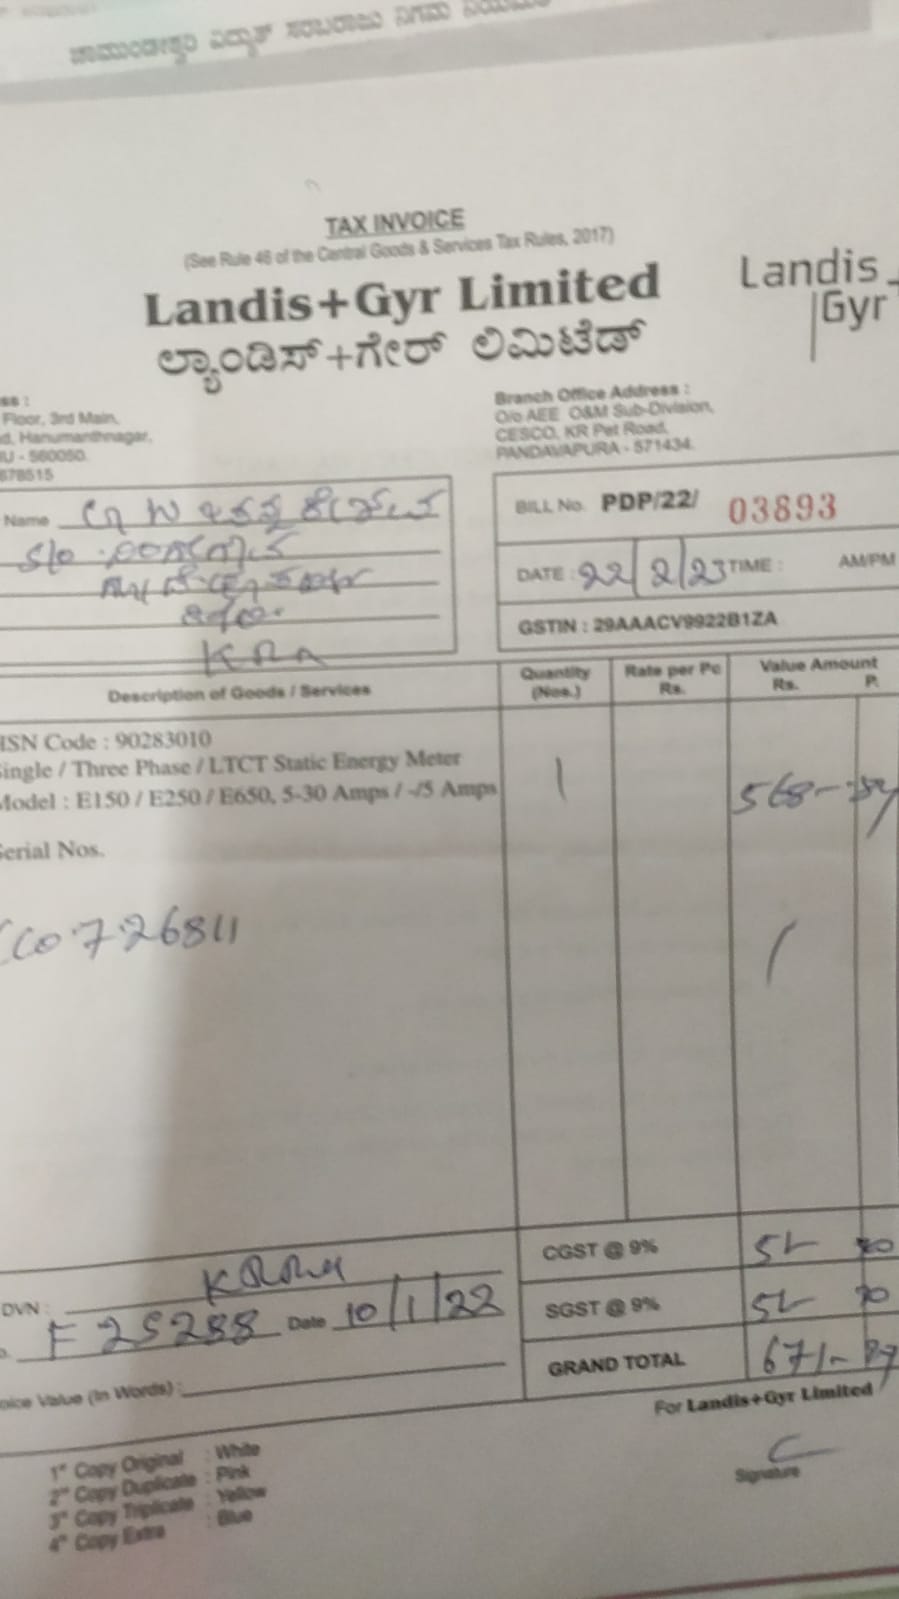 ಚಾಮುಂಡೇಶ್ವರಿ ವಿದ್ಯುತ್ ಸರಬರಾಜು ನಿಗಮ
TAX INVOICE
(See Rule 46 of the Central Goods & Services Tax Rules, 2017)
Landis+Gyr Limited
Landis
Gyr
ಲ್ಯಾಂಡಿಸ್+ಗೇರ್ ಲಿಮಿಟೆಡ್
Floor, 3rd Main,
Hanumanthnagar,
560050.
Branch Office Address :
O/o AEE O&M Sub-Division,
CESCO, KR Pet Road,
PANDAVAPURA - 571434.
Name
S/o
BILL No. PDP/22/ 03893
DATE : 22/2/23 TIME : AM/PM
GSTIN : 29AAACV9922B1ZA
Description of Goods / Services
Quantity (Nos.)
Rate per Pc Rs.
Value Amount Rs. P.
HSN Code : 90283010
Single / Three Phase / LTCT Static Energy Meter
Model : E150 / E250 / E650, 5-30 Amps / -/5 Amps
1
568-
Serial Nos.
726811
CGST @ 9%
DVN :
F 25288 Date 10/1/22
SGST @ 9%
GRAND TOTAL 671-
Value (In Words) :
For Landis+Gyr Limited
Signature
1st Copy Original : White
2nd Copy Duplicate : Pink
3rd Copy Triplicate : Yellow
4th Copy Extra : Blue